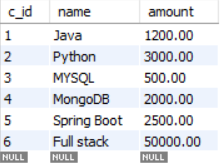 c_id name amount
1 Java 1200.00
2 Python 3000.00
3 MYSQL 500.00
4 MongoDB 2000.00
5 Spring Boot 2500.00
6 Full stack 50000.00
NULL NULL NULL